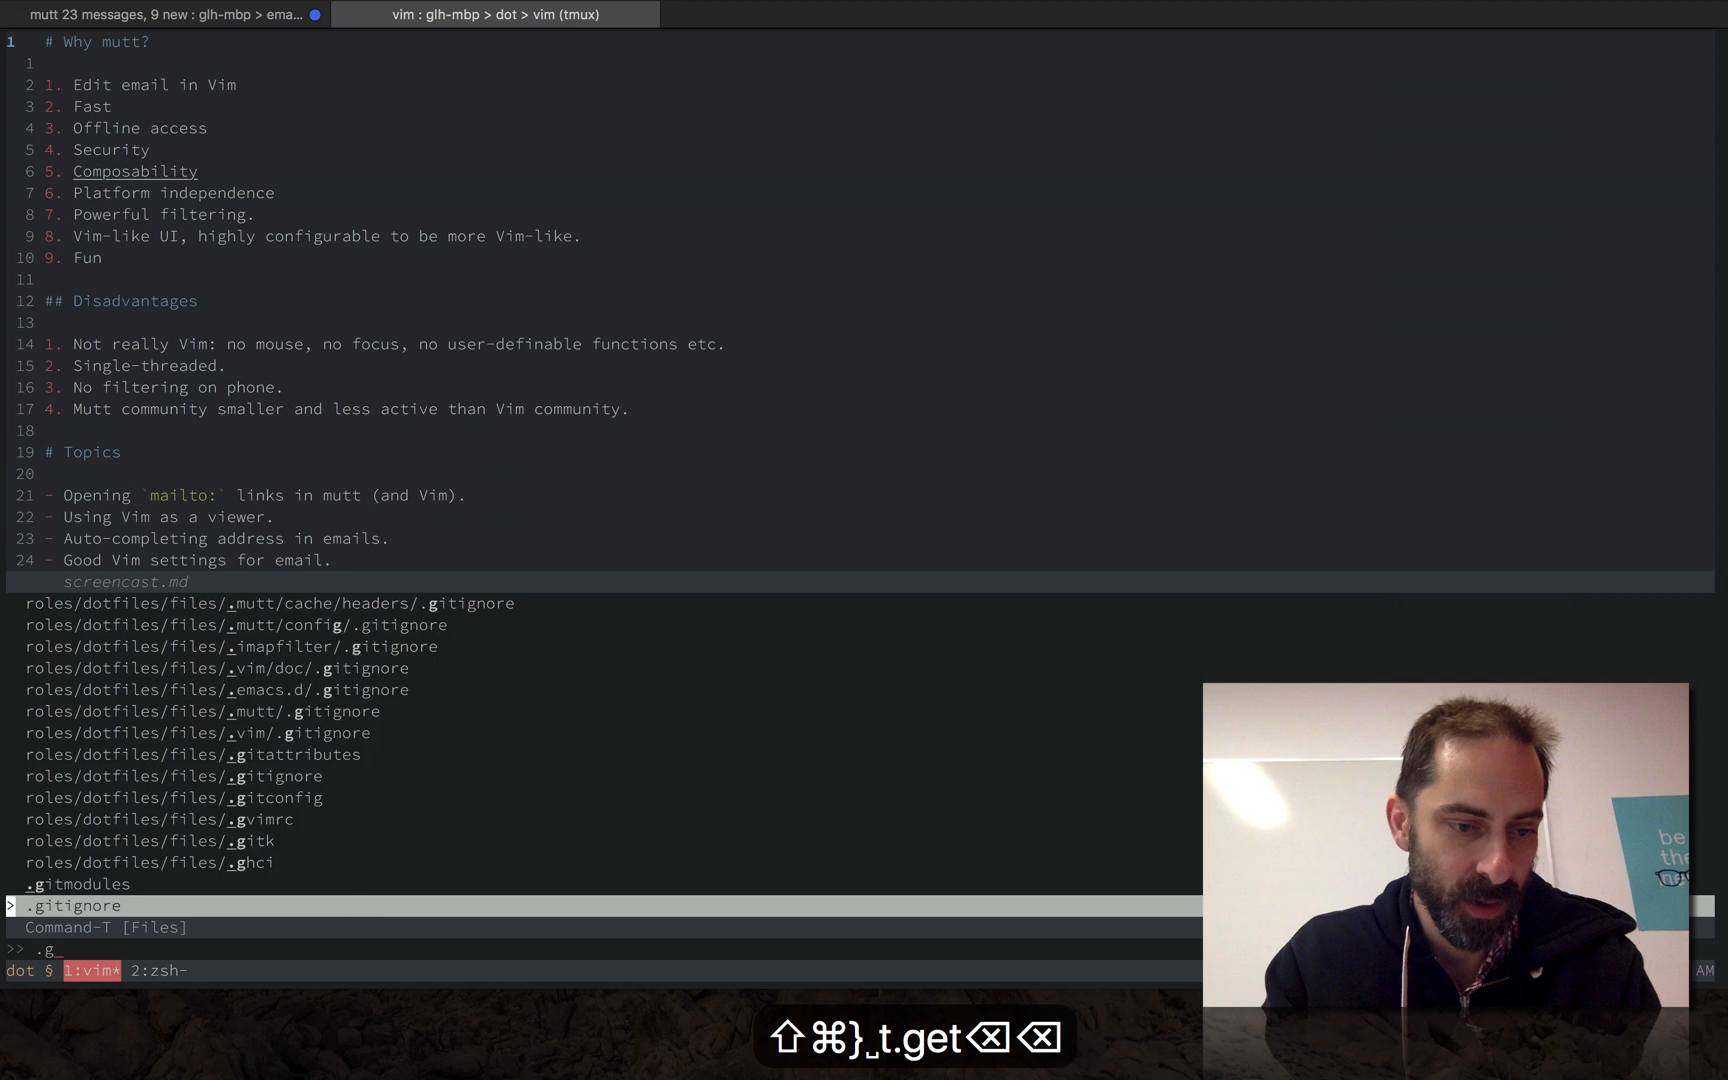 mutt 23 messages, 9 new : glh-mbp > ema...
vim : glh-mbp > dot > vim (tmux)
1 # Why mutt?
1
2 1. Edit email in Vim
3 2. Fast
4 3. Offline access
5 4. Security
6 5. Composability
7 6. Platform independence
8 7. Powerful filtering.
9 8. Vim-like UI, highly configurable to be more Vim-like.
10 9. Fun
11
12 ## Disadvantages
13
14 1. Not really Vim: no mouse, no focus, no user-definable functions etc.
15 2. Single-threaded.
16 3. No filtering on phone.
17 4. Mutt community smaller and less active than Vim community.
18
19 # Topics
20
21 - Opening `mailto:` links in mutt (and Vim).
22 - Using Vim as a viewer.
23 - Auto-completing address in emails.
24 - Good Vim settings for email.
screencast.md
roles/dotfiles/files/.mutt/cache/headers/.gitignore
roles/dotfiles/files/.mutt/config/.gitignore
roles/dotfiles/files/.imapfilter/.gitignore
roles/dotfiles/files/.vim/doc/.gitignore
roles/dotfiles/files/.emacs.d/.gitignore
roles/dotfiles/files/.mutt/.gitignore
roles/dotfiles/files/.vim/.gitignore
roles/dotfiles/files/.gitattributes
roles/dotfiles/files/.gitignore
roles/dotfiles/files/.gitconfig
roles/dotfiles/files/.gvimrc
roles/dotfiles/files/.gitk
roles/dotfiles/files/.ghci
.gitmodules
> .gitignore
Command-T [Files]
>> .g_
dot § 1:vim* 2:zsh-
AM
be
the
⇧⌘}␣t.get⌫⌫